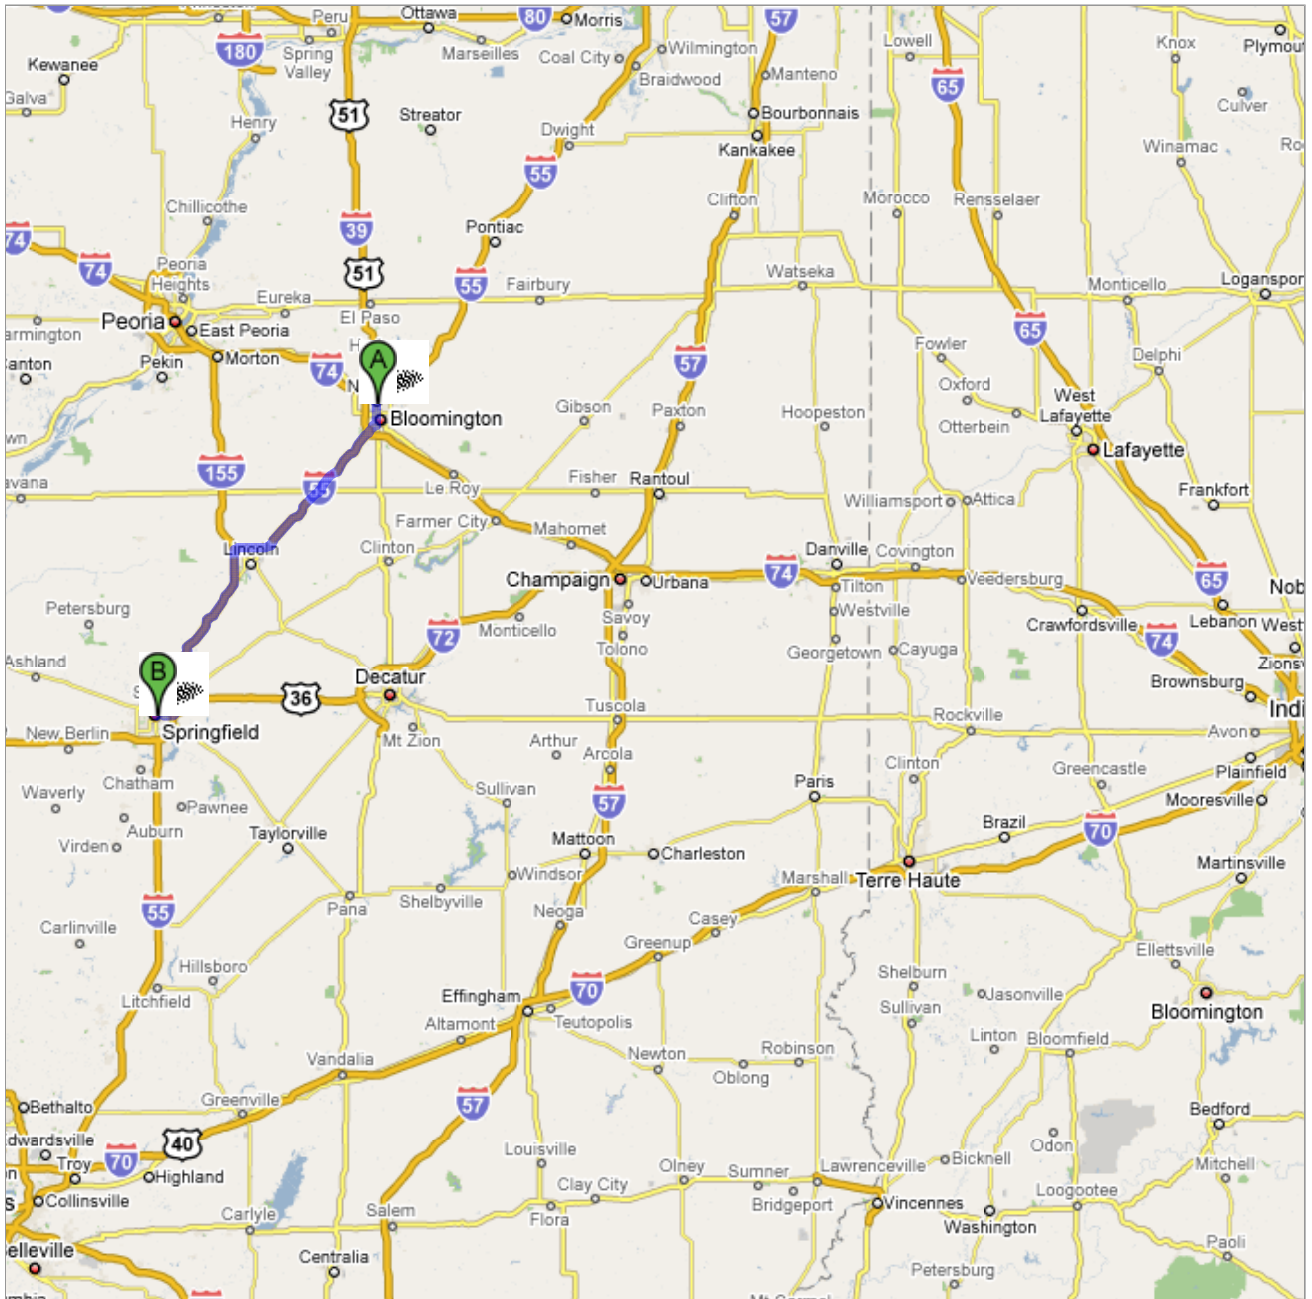 Peru
Ottawa
80
Morris
57
Lowell
Knox
180
Spring
Valley
Marseilles
Coal City
Wilmington
Kewanee
Braidwood
Manteno
65
Culver
Galva
51
Streator
Bourbonnais
Henry
Dwight
Kankakee
Winamac
55
Chillicothe
Clifton
Morocco
Rensselaer
39
Pontiac
74
74
Peoria
Heights
51
55
Fairbury
Watseka
Monticello
Eureka
El Paso
Peoria
East Peoria
65
Morton
Pekin
74
A
57
Fowler
Delphi
Oxford
West
Lafayette
Bloomington
Gibson
Paxton
Hoopeston
Otterbein
Lafayette
155
55
Le Roy
Fisher
Rantoul
Williamsport
Attica
Frankfort
Farmer City
Mahomet
Lincoln
Clinton
Danville
Covington
Champaign
Urbana
74
Tilton
Veedersburg
65
Petersburg
Savoy
Westville
Crawfordsville
Lebanon
72
Monticello
Tolono
Georgetown
Cayuga
74
Ashland
B
Decatur
Brownsburg
36
Tuscola
Rockville
Springfield
New Berlin
Mt Zion
Arthur
Arcola
Avon
Clinton
Greencastle
Plainfield
Chatham
Waverly
Pawnee
Sullivan
57
Paris
Mooresville
Auburn
Taylorville
Brazil
70
Virden
Mattoon
Charleston
Martinsville
Windsor
Marshall
Terre Haute
55
Pana
Shelbyville
Neoga
Casey
Carlinville
Greenup
Ellettsville
Hillsboro
70
Shelburn
Litchfield
Effingham
Jasonville
Bloomington
Altamont
Teutopolis
Sullivan
Linton
Bloomfield
Vandalia
Newton
Robinson
Oblong
Greenville
57
Bethalto
Bedford
40
Odon
70
Troy
Highland
Louisville
Olney
Sumner
Lawrenceville
Bicknell
Mitchell
Collinsville
Clay City
Bridgeport
Vincennes
Loogootee
Carlyle
Salem
Flora
Washington
Centralia
Paoli
Petersburg